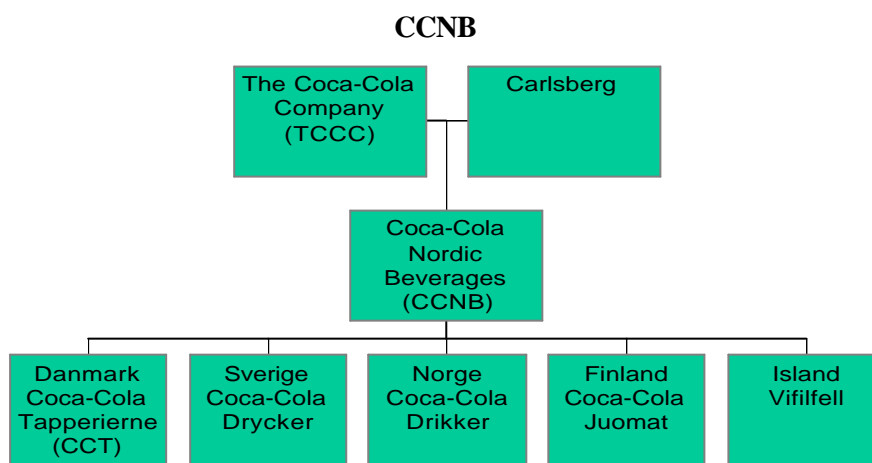 CCNB
The Coca-Cola
Company
(TCCC)
Carlsberg
Coca-Cola
Nordic
Beverages
(CCNB)
Danmark
Coca-Cola
Tapperierne
(CCT)
Sverige
Coca-Cola
Drycker
Norge
Coca-Cola
Drikker
Finland
Coca-Cola
Juomat
Island
Vifilfell